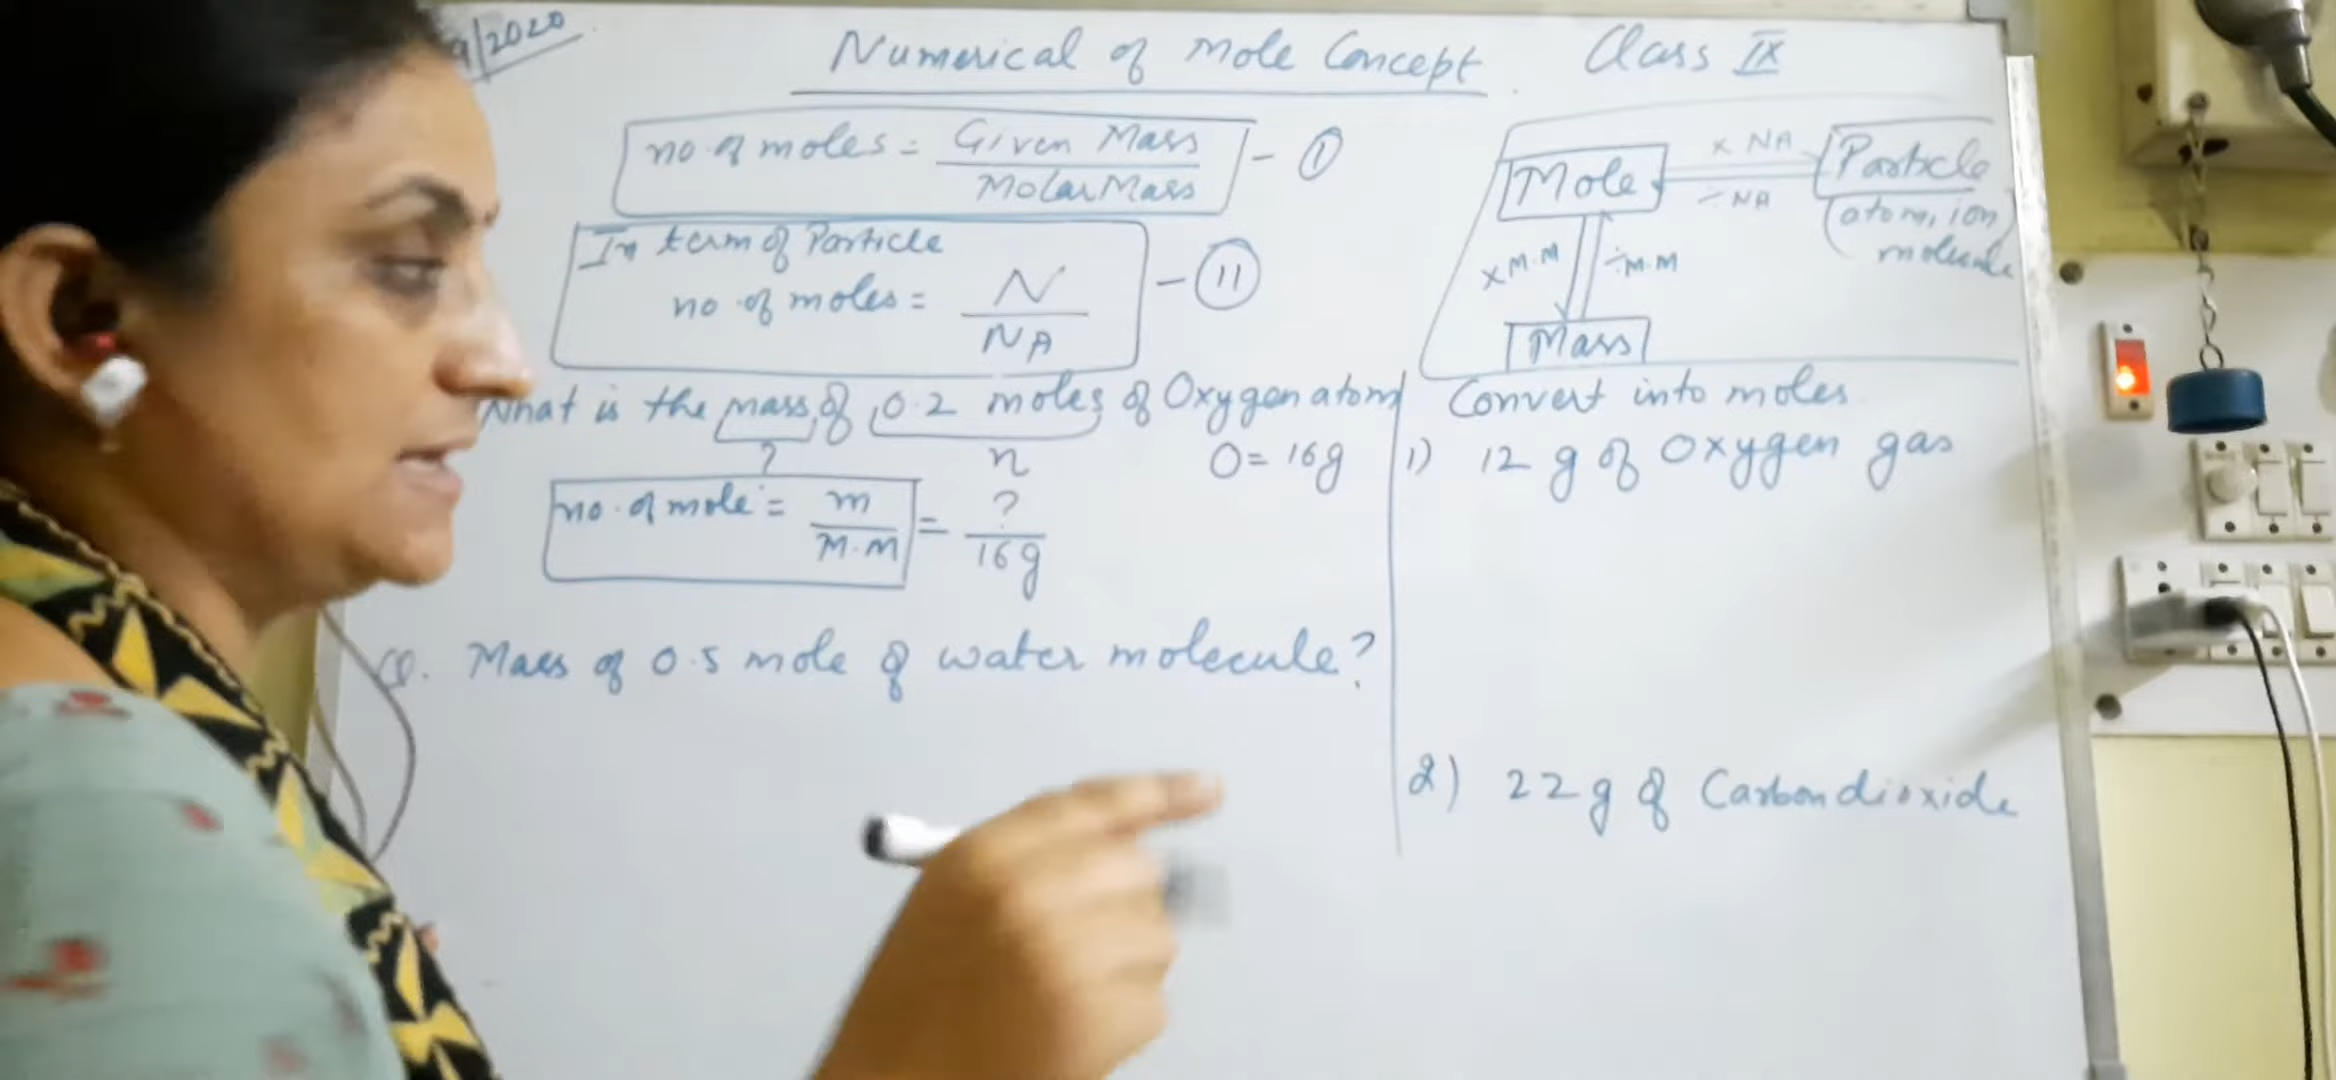 9/2020
Numerical of Mole Concept Class IX
no. of moles = Given Mass / Molar Mass - I
In term of Particle
no. of moles = N / NA - II
Mole
x NA
÷ NA
Particle
(atom, ion, molecule)
x M.M
÷ M.M
Mass
What is the mass of 0.2 moles of Oxygen atom
? n O = 16g
no. of mole = m / M.M = ? / 16g
Q. Mass of 0.5 mole of water molecule?
Convert into moles
1) 12 g of Oxygen gas
2) 22g of Carbondioxide